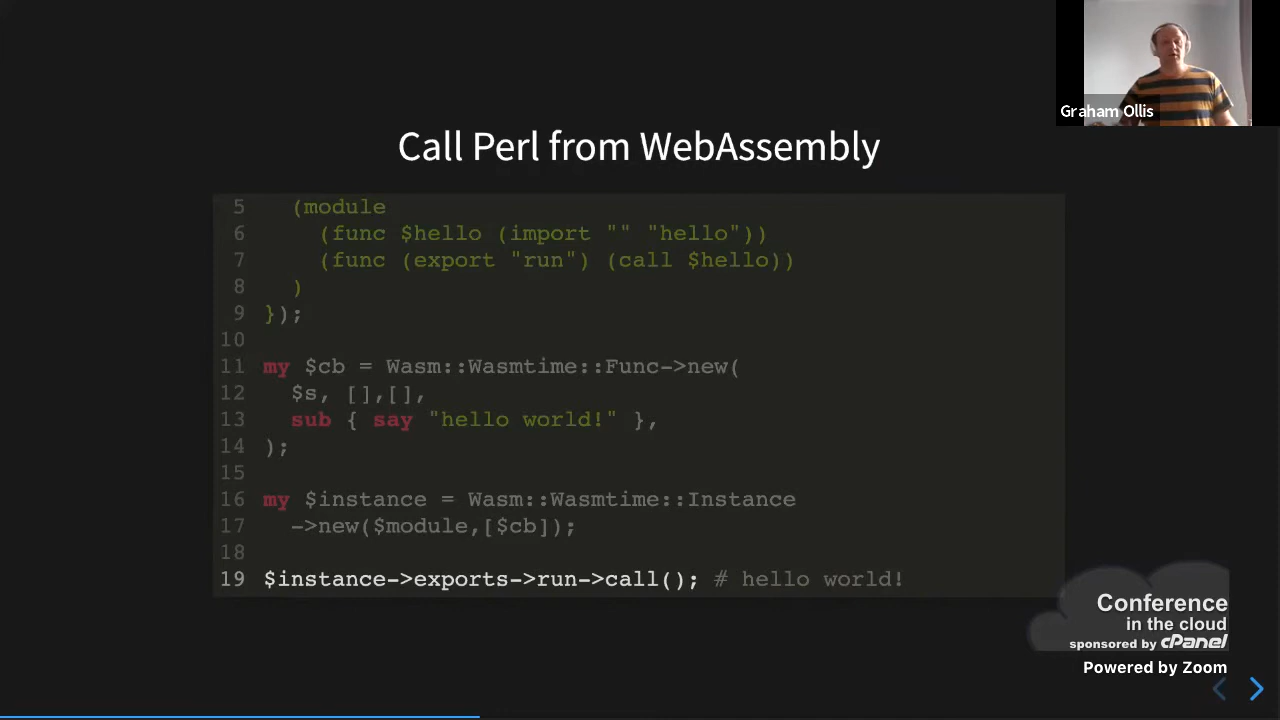 Graham Ollis
Call Perl from WebAssembly
5 (module
6 (func $hello (import "" "hello"))
7 (func (export "run") (call $hello))
8 )
9 });
10
11 my $cb = Wasm::Wasmtime::Func->new(
12 $s, [],[],
13 sub { say "hello world!" },
14 );
15
16 my $instance = Wasm::Wasmtime::Instance
17 ->new($module,[$cb]);
18
19 $instance->exports->run->call(); # hello world!
Conference
in the cloud
sponsored by cPanel
Powered by Zoom